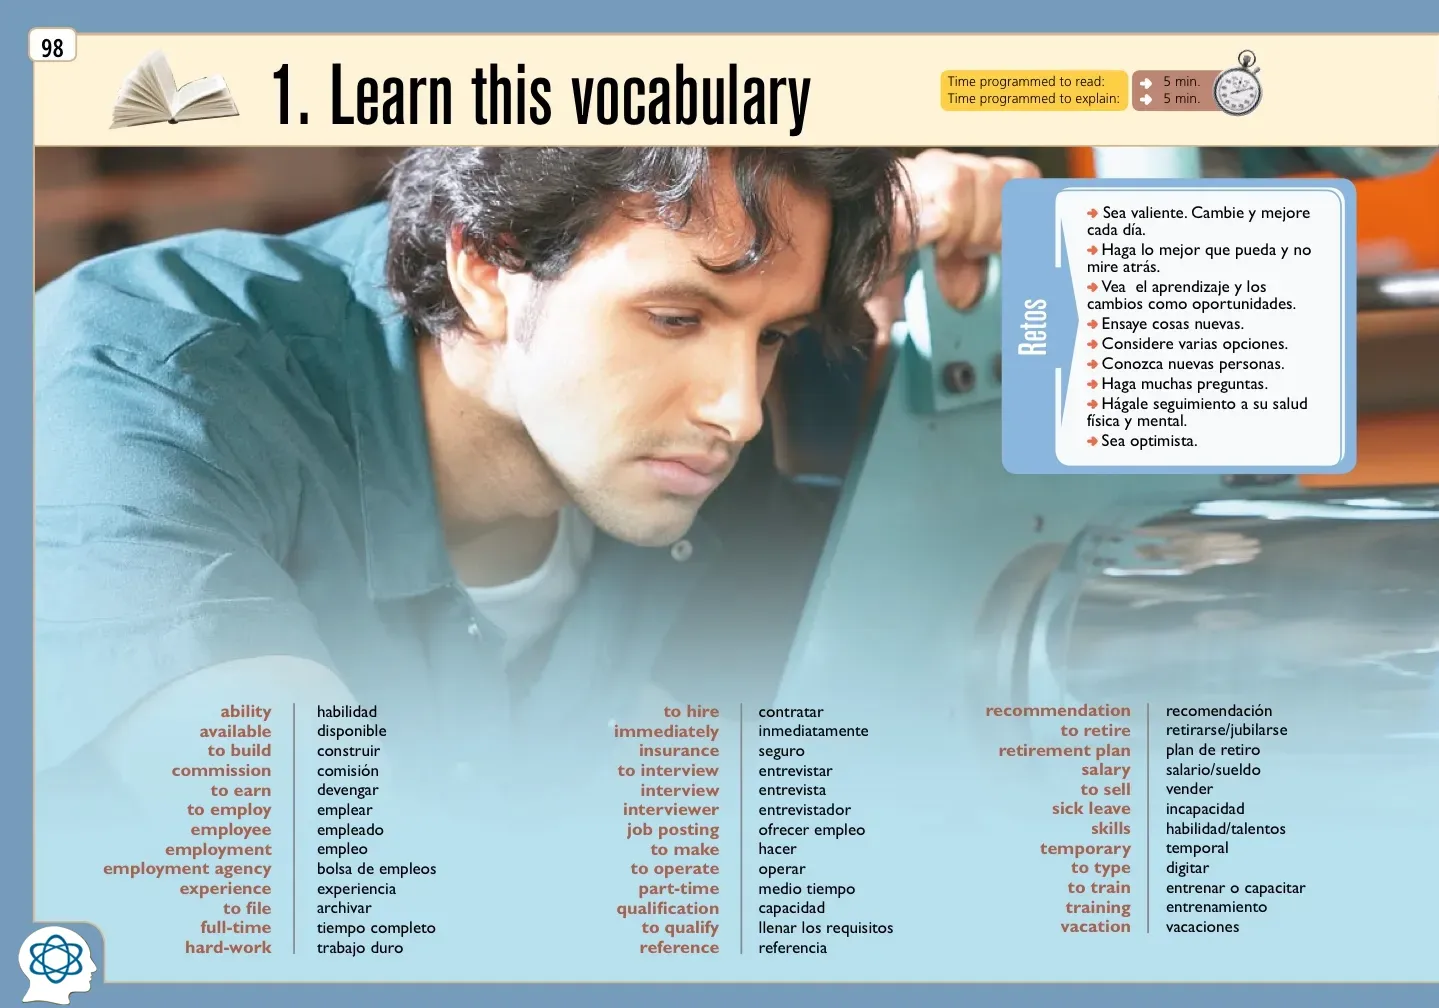 98
1. Learn this vocabulary
Time programmed to read:
5 min.
Time programmed to explain:
5 min.
Retos
Sea valiente. Cambie y mejore
cada día.
Haga lo mejor que pueda y no
mire atrás.
Vea el aprendizaje y los
cambios como oportunidades.
Ensaye cosas nuevas.
Considere varias opciones.
Conozca nuevas personas.
Haga muchas preguntas.
Hágale seguimiento a su salud
física y mental.
Sea optimista.
ability habilidad
available disponible
to build construir
commission comisión
to earn devengar
to employ emplear
employee empleado
employment empleo
employment agency bolsa de empleos
experience experiencia
to file archivar
full-time tiempo completo
hard-work trabajo duro
to hire contratar
immediately inmediatamente
insurance seguro
to interview entrevistar
interview entrevista
interviewer entrevistador
job posting ofrecer empleo
to make hacer
to operate operar
part-time medio tiempo
qualification capacidad
to qualify llenar los requisitos
reference referencia
recommendation recomendación
to retire retirarse/jubilarse
retirement plan plan de retiro
salary salario/sueldo
to sell vender
sick leave incapacidad
skills habilidad/talentos
temporary temporal
to type digitar
to train entrenar o capacitar
training entrenamiento
vacation vacaciones